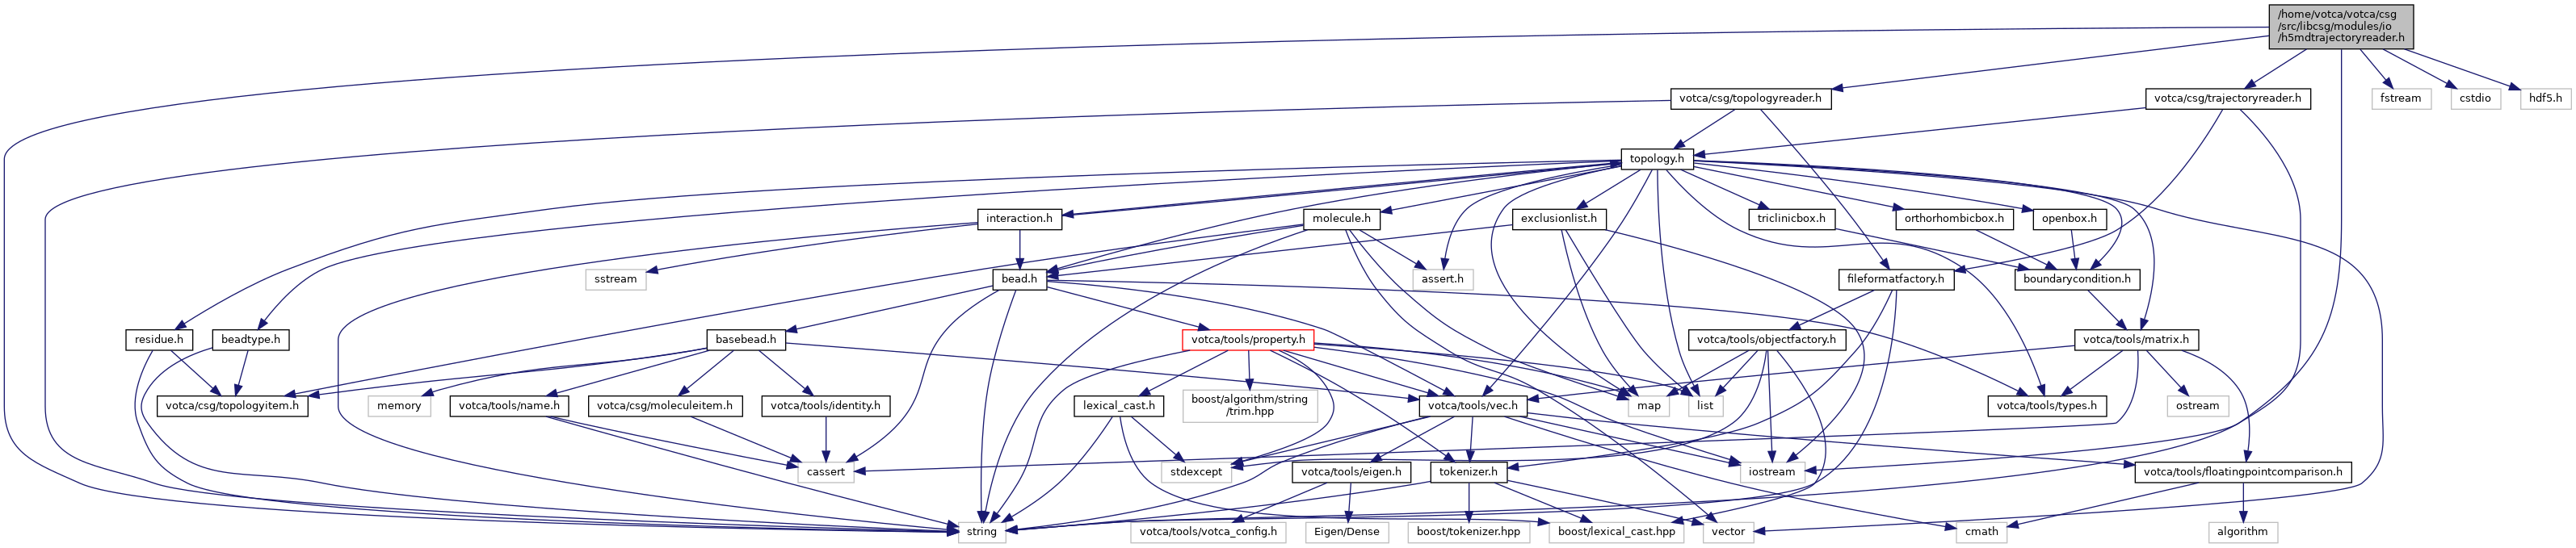 /home/votca/votca/csg
/src/libcsg/modules/io
/h5mdtrajectoryreader.h
votca/csg/topologyreader.h
votca/csg/trajectoryreader.h
fstream
cstdio
hdf5.h
topology.h
interaction.h
molecule.h
exclusionlist.h
triclinicbox.h
orthorhombicbox.h
openbox.h
sstream
bead.h
assert.h
fileformatfactory.h
boundarycondition.h
residue.h
beadtype.h
basebead.h
votca/tools/property.h
votca/tools/objectfactory.h
votca/tools/matrix.h
votca/csg/topologyitem.h
memory
votca/tools/name.h
votca/csg/moleculeitem.h
votca/tools/identity.h
lexical_cast.h
boost/algorithm/string
/trim.hpp
votca/tools/vec.h
map
list
votca/tools/types.h
ostream
cassert
stdexcept
votca/tools/eigen.h
tokenizer.h
iostream
votca/tools/floatingpointcomparison.h
string
votca/tools/votca_config.h
Eigen/Dense
boost/tokenizer.hpp
boost/lexical_cast.hpp
vector
cmath
algorithm